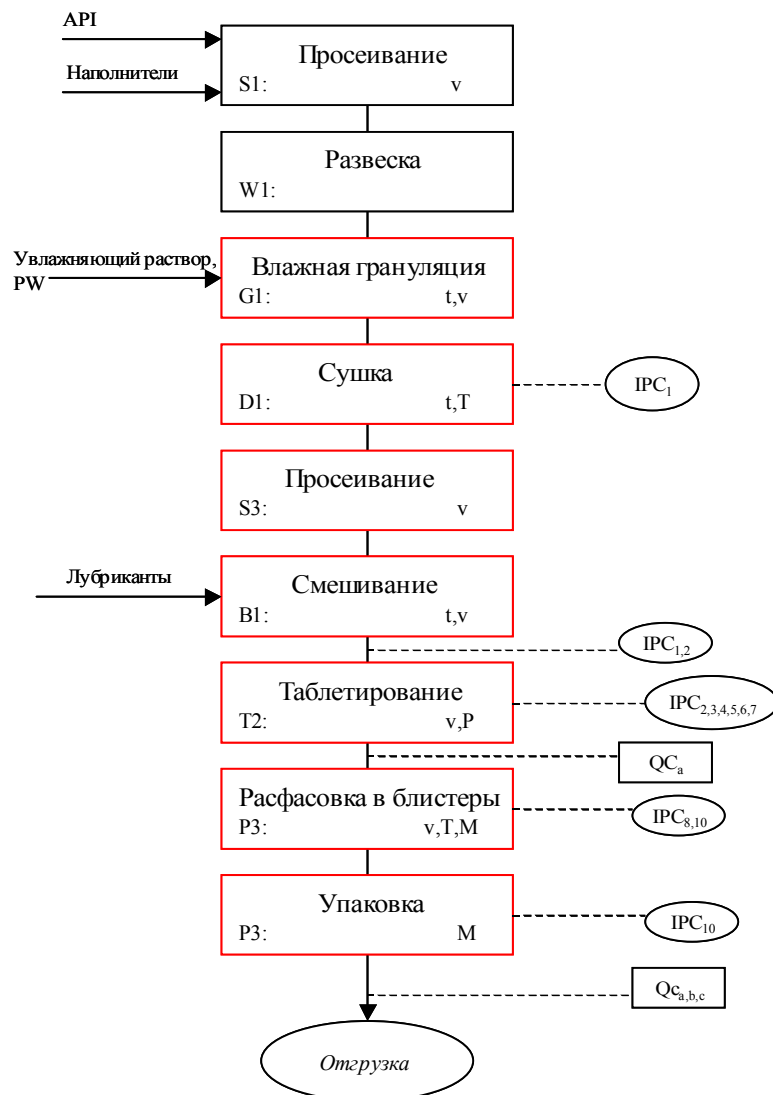 API
Просеивание
Наполнители
S1: v
Развеска
W1:
Увлажняющий раствор,
PW
Влажная грануляция
G1: t,v
Сушка
D1: t,T
IPC1
Просеивание
S3: v
Лубриканты
Смешивание
B1: t,v
IPC1,2
Таблетирование
T2: v,P
IPC2,3,4,5,6,7
QCa
Расфасовка в блистеры
P3: v,T,M
IPC8,10
Упаковка
P3: M
IPC10
Qca,b,c
Отгрузка